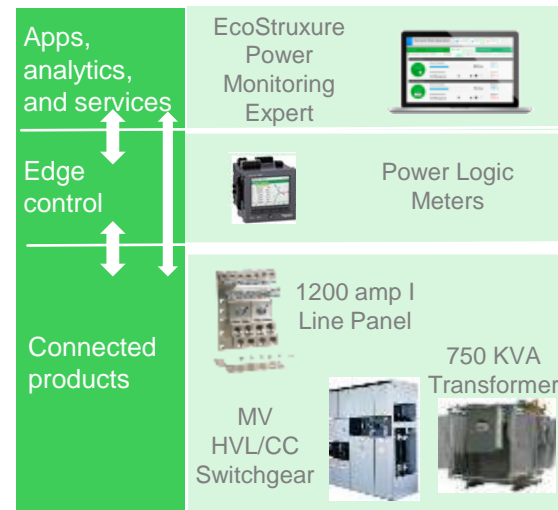 Apps,
analytics,
and services
EcoStruxure
Power
Monitoring
Expert
Edge
control
Power Logic
Meters
Connected
products
1200 amp I
Line Panel
750 KVA
Transformer
MV
HVL/CC
Switchgear